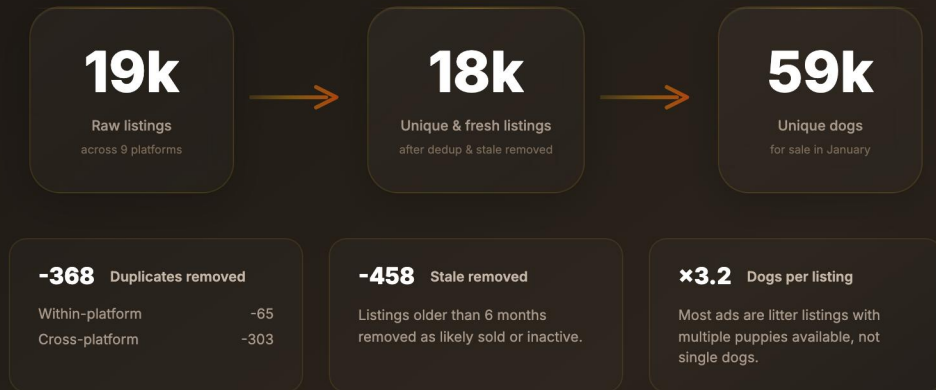 19k
Raw listings
across 9 platforms
18k
Unique & fresh listings
after dedup & stale removed
59k
Unique dogs
for sale in January
-368 Duplicates removed
Within-platform -65
Cross-platform -303
-458 Stale removed
Listings older than 6 months
removed as likely sold or inactive.
×3.2 Dogs per listing
Most ads are litter listings with
multiple puppies available, not
single dogs.